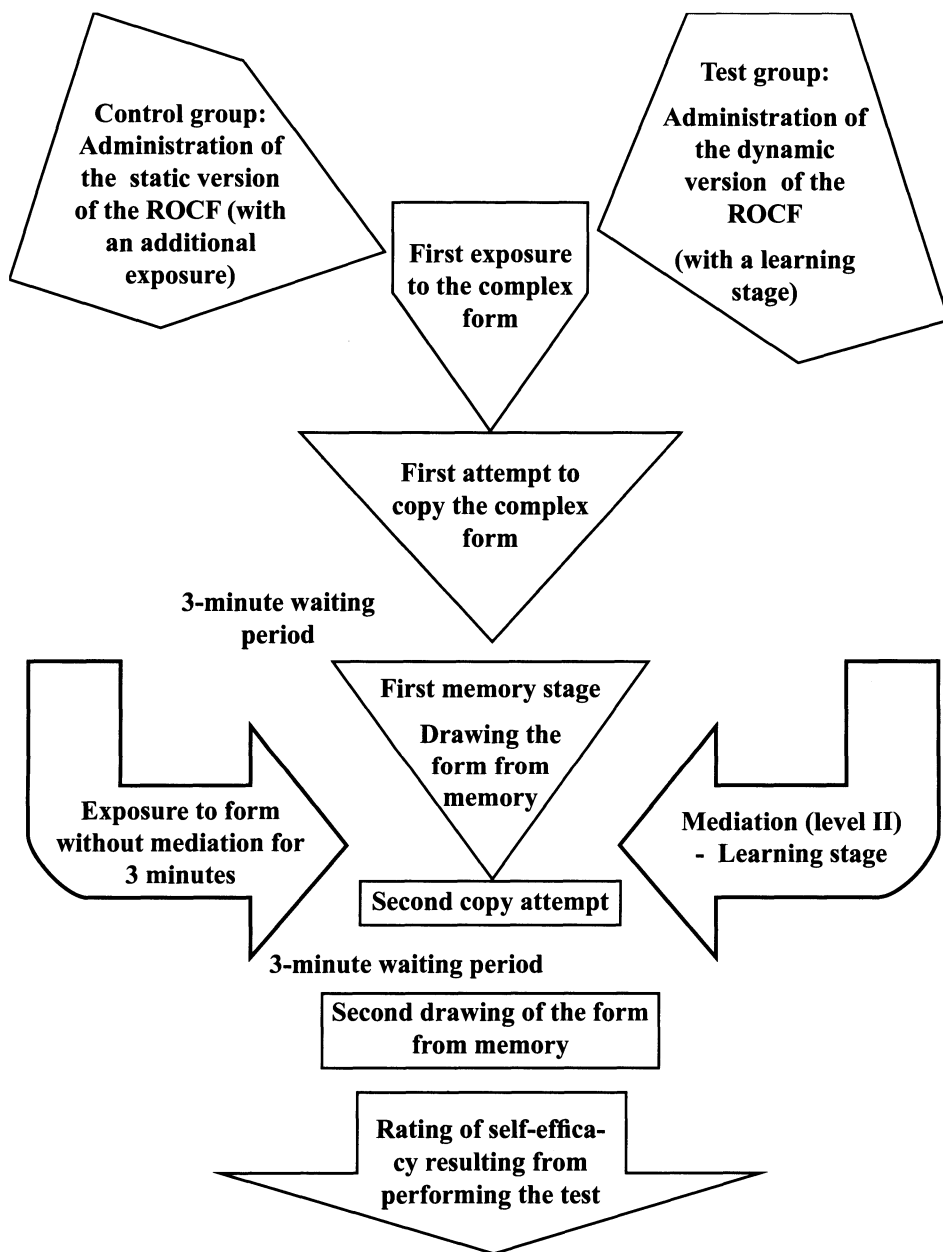 Control group:
Administration of
the static version
of the ROCF (with
an additional
exposure)
Test group:
Administration of
the dynamic
version of the
ROCF
(with a learning
stage)
First exposure
to the complex
form
First attempt to
copy the complex
form
3-minute waiting
period
First memory stage
Drawing the
form from
memory
Exposure to form
without mediation for
3 minutes
Mediation (level II)
- Learning stage
Second copy attempt
3-minute waiting period
Second drawing of the form
from memory
Rating of self-effica-
cy resulting from
performing the test